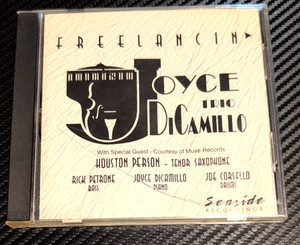 FREELANCIN'
JOYCE
TRIO
DiCAMILLO
With Special Guest - Courtesy of Muse Records
HOUSTON PERSON - TENOR SAXOPHONE
RICK PETRONE JOYCE DICAMILLO JOE CORSELLO
BASS PIANO DRUMS
Seaside
RECORDINGS